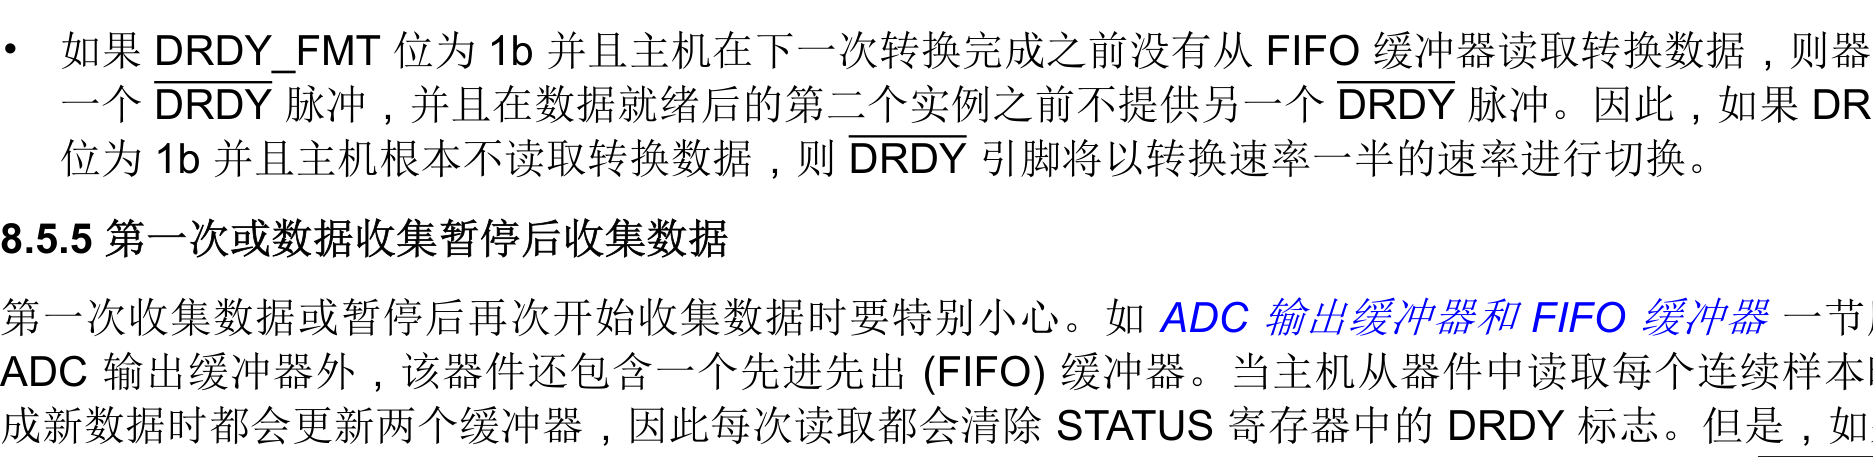 • 如果 DRDY_FMT 位为 1b 并且主机在下一次转换完成之前没有从 FIFO 缓冲器读取转换数据，则器
一个 DRDY 脉冲，并且在数据就绪后的第二个实例之前不提供另一个 DRDY 脉冲。因此，如果 DR
位为 1b 并且主机根本不读取转换数据，则 DRDY 引脚将以转换速率一半的速率进行切换。
8.5.5 第一次或数据收集暂停后收集数据
第一次收集数据或暂停后再次开始收集数据时要特别小心。如 ADC 输出缓冲器和 FIFO 缓冲器 一节
ADC 输出缓冲器外，该器件还包含一个先进先出 (FIFO) 缓冲器。当主机从器件中读取每个连续样本
成新数据时都会更新两个缓冲器，因此每次读取都会清除 STATUS 寄存器中的 DRDY 标志。但是，如